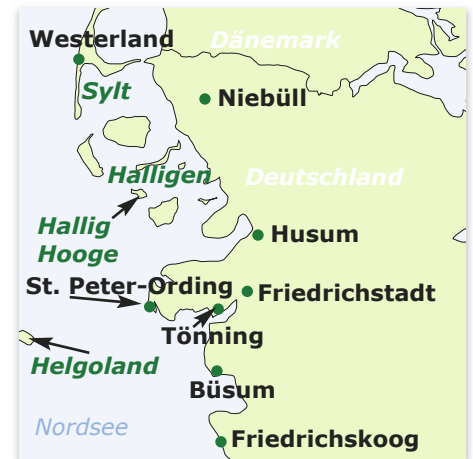 Dänemark
Westerland
Sylt
Niebüll
Halligen
Deutschland
Hallig
Hooge
Husum
St. Peter-Ording
Friedrichstadt
Tönning
Helgoland
Büsum
Nordsee
Friedrichskoog